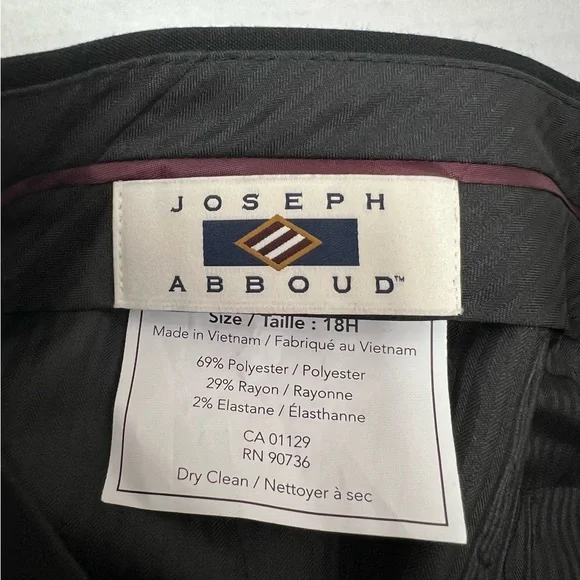 JOSEPH
ABBOUD™
Size / Taille : 18H
Made in Vietnam / Fabriqué au Vietnam
69% Polyester / Polyester
29% Rayon / Rayonne
2% Elastane / Élasthanne
CA 01129
RN 90736
Dry Clean / Nettoyer à sec